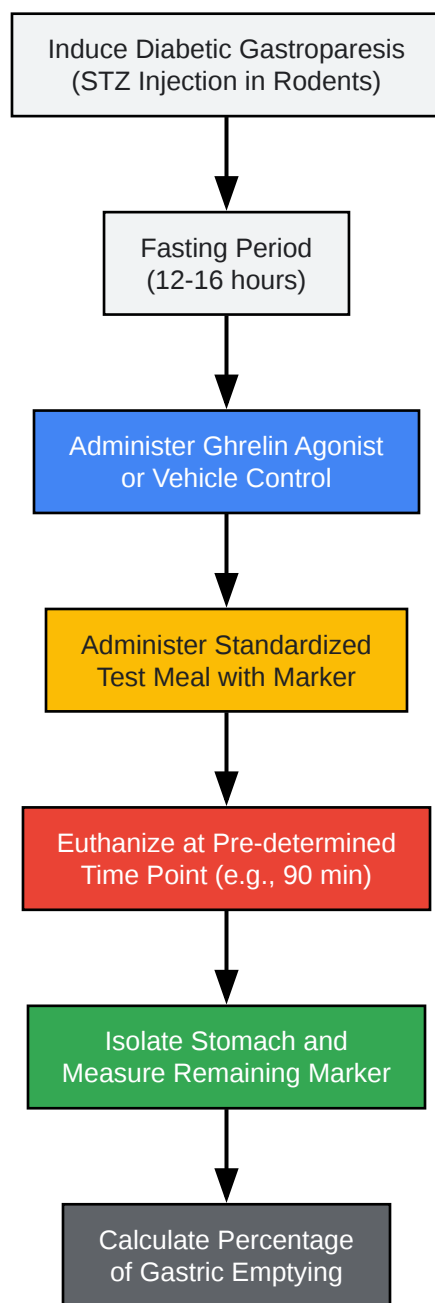 Induce Diabetic Gastroparesis
(STZ Injection in Rodents)
Fasting Period
(12-16 hours)
Administer Ghrelin Agonist
or Vehicle Control
Administer Standardized
Test Meal with Marker
Euthanize at Pre-determined
Time Point (e.g., 90 min)
Isolate Stomach and
Measure Remaining Marker
Calculate Percentage
of Gastric Emptying